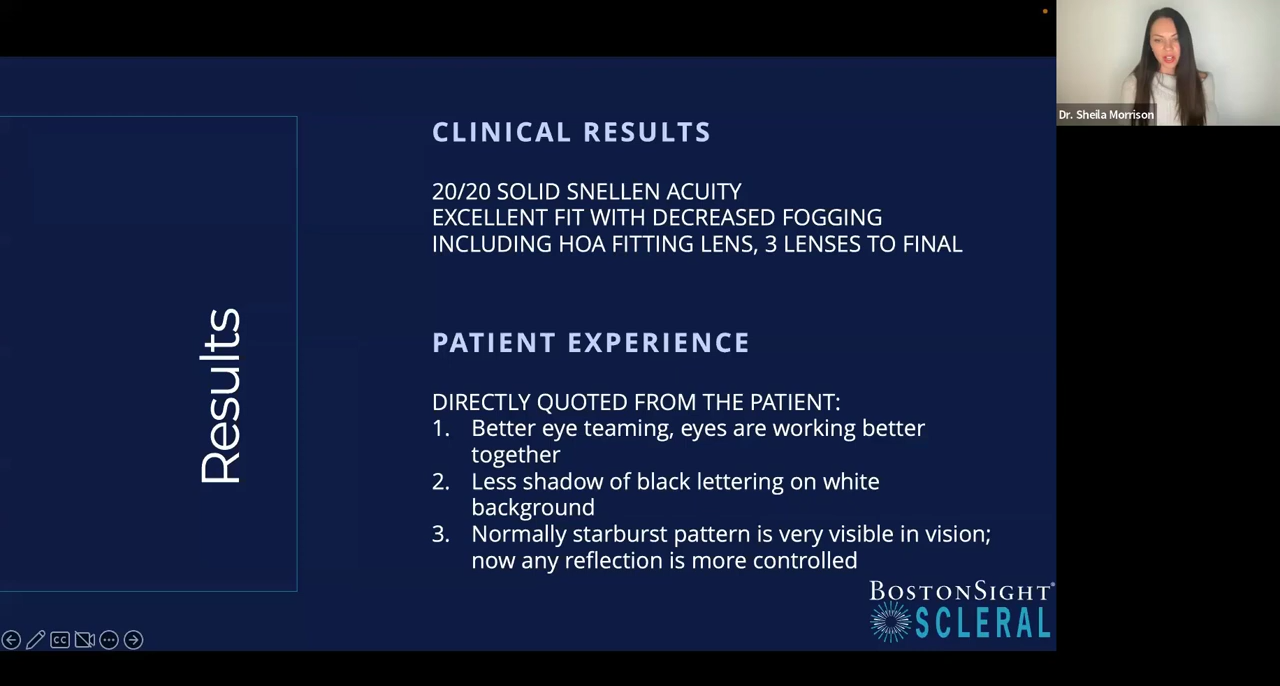 Dr. Sheila Morrison
CLINICAL RESULTS
20/20 SOLID SNELLEN ACUITY
EXCELLENT FIT WITH DECREASED FOGGING
INCLUDING HOA FITTING LENS, 3 LENSES TO FINAL
Results
PATIENT EXPERIENCE
DIRECTLY QUOTED FROM THE PATIENT:
1. Better eye teaming, eyes are working better
together
2. Less shadow of black lettering on white
background
3. Normally starburst pattern is very visible in vision;
now any reflection is more controlled
BOSTONSIGHT®
SCLERAL
CC